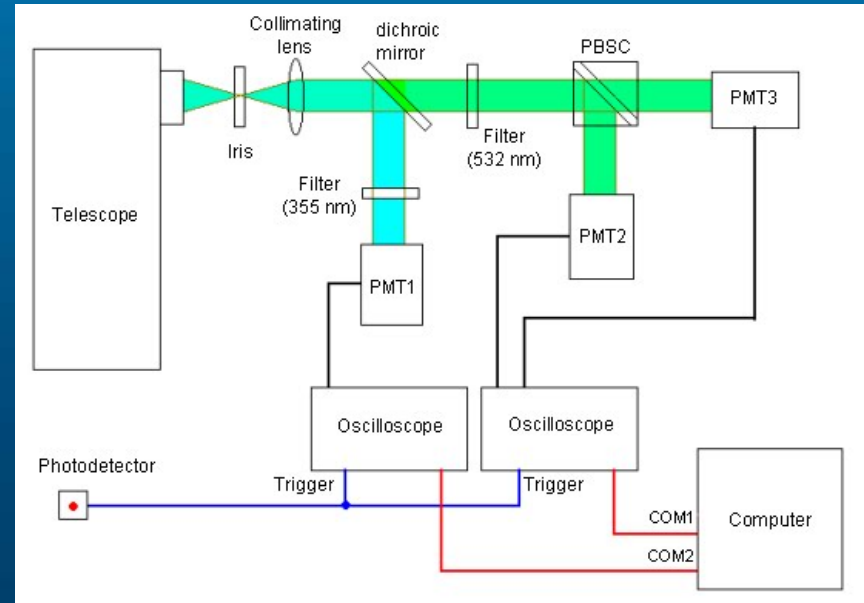 Collimating
lens
dichroic
mirror
PBSC
PMT3
Iris
Filter
(532 nm)
Filter
(355 nm)
Telescope
PMT2
PMT1
Oscilloscope
Oscilloscope
Photodetector
Trigger
Trigger
COM1
Computer
COM2